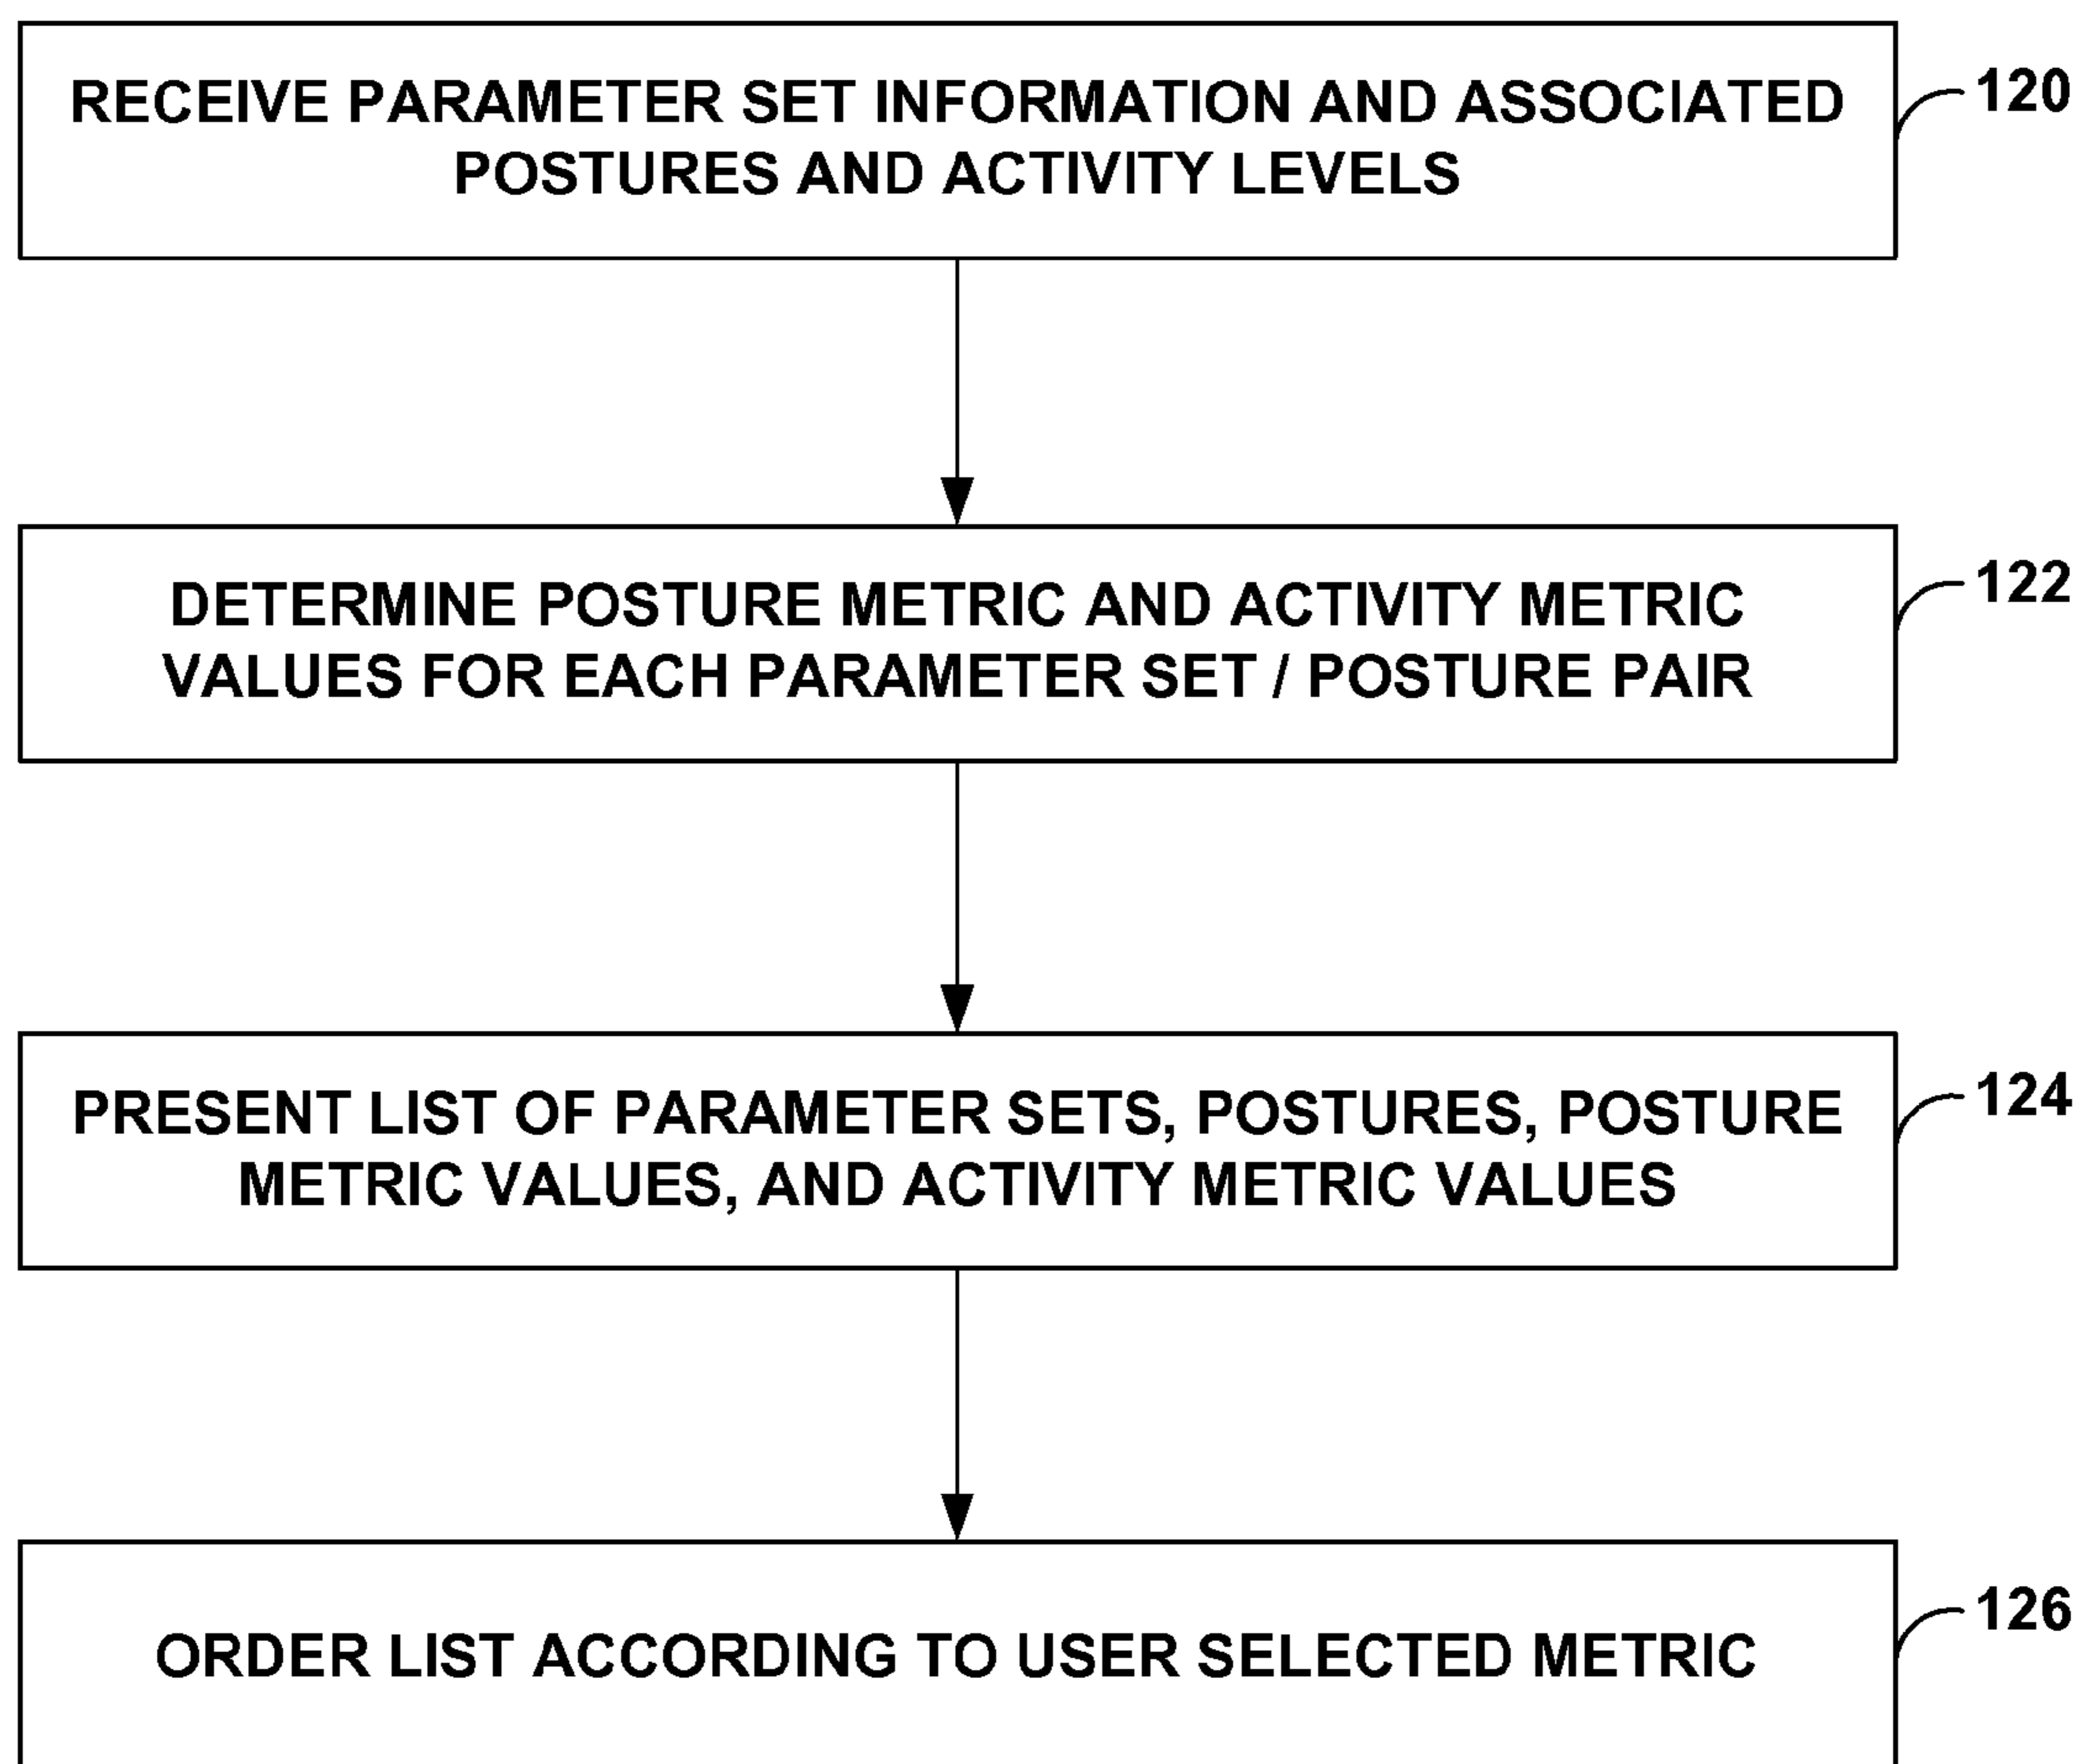 RECEIVE PARAMETER SET INFORMATION AND ASSOCIATED
POSTURES AND ACTIVITY LEVELS
120
DETERMINE POSTURE METRIC AND ACTIVITY METRIC
VALUES FOR EACH PARAMETER SET / POSTURE PAIR
122
PRESENT LIST OF PARAMETER SETS, POSTURES, POSTURE
METRIC VALUES, AND ACTIVITY METRIC VALUES
124
ORDER LIST ACCORDING TO USER SELECTED METRIC
126